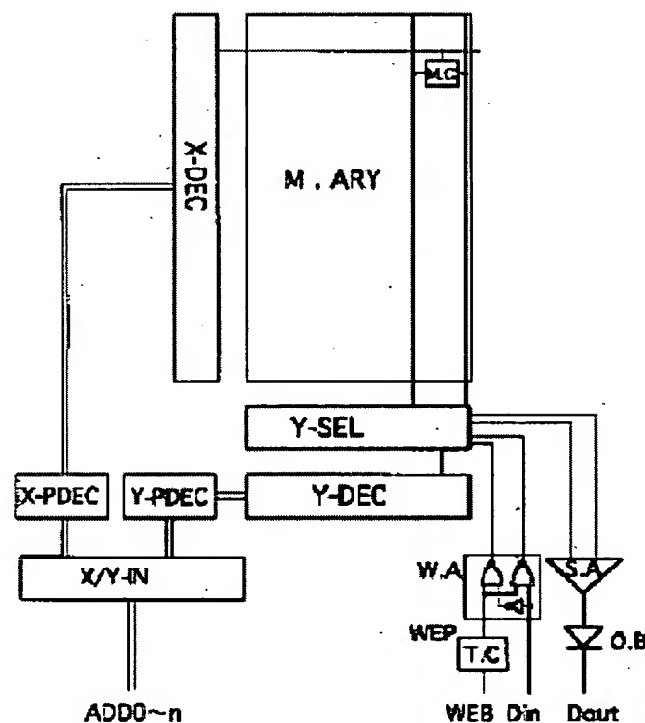 M.C
X-DEC
M . ARY
Y-SEL
X-PDEC
Y-PDEC
Y-DEC
X/Y-IN
W.A
S.A
WEP
T/C
O.B
ADD0~n
WEB
Din
Dout